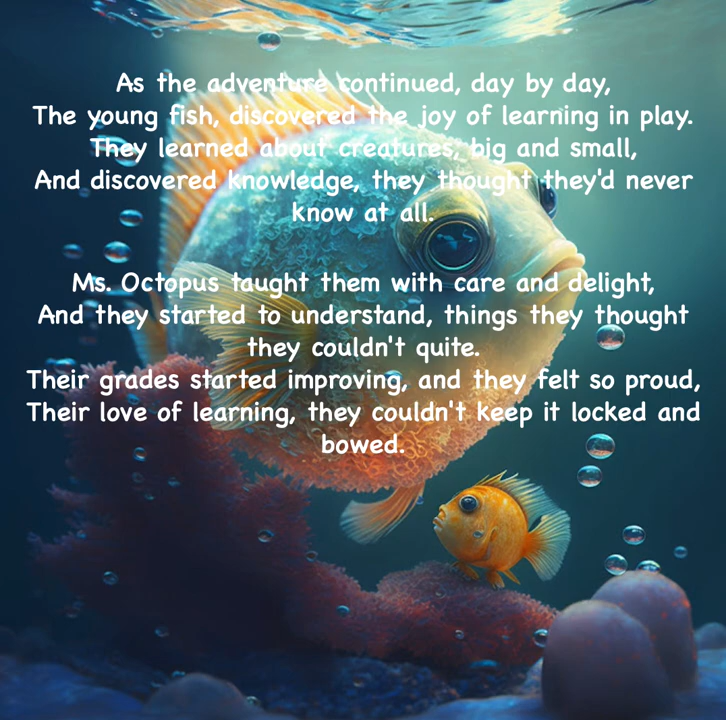 As the adventure continued, day by day,
The young fish, discovered the joy of learning in play.
They learned about creatures, big and small,
And discovered knowledge, they thought they'd never
know at all.
Ms. Octopus taught them with care and delight,
And they started to understand, things they thought
they couldn't quite.
Their grades started improving, and they felt so proud,
Their love of learning, they couldn't keep it locked and
bowed.